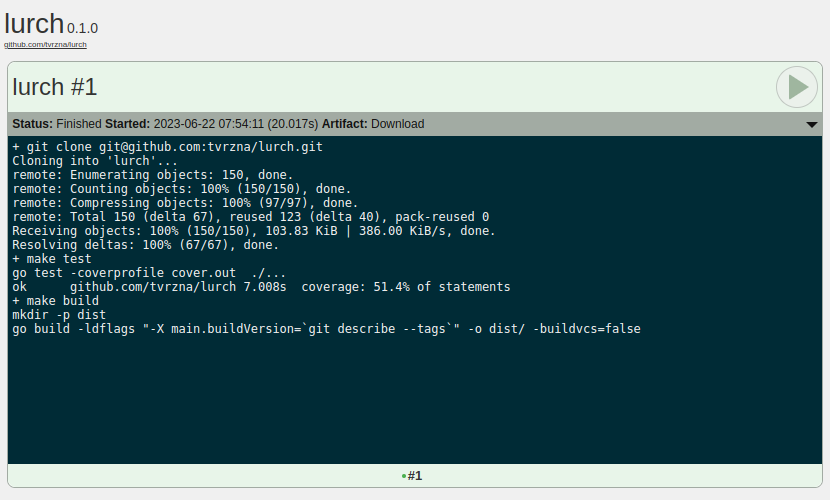 lurch 0.1.0
github.com/tvrzna/lurch
lurch #1
Status: Finished Started: 2023-06-22 07:54:11 (20.017s) Artifact: Download
+ git clone git@github.com:tvrzna/lurch.git
Cloning into 'lurch'...
remote: Enumerating objects: 150, done.
remote: Counting objects: 100% (150/150), done.
remote: Compressing objects: 100% (97/97), done.
remote: Total 150 (delta 67), reused 123 (delta 40), pack-reused 0
Receiving objects: 100% (150/150), 103.83 KiB | 386.00 KiB/s, done.
Resolving deltas: 100% (67/67), done.
+ make test
go test -coverprofile cover.out  ./...
ok      github.com/tvrzna/lurch 7.008s  coverage: 51.4% of statements
+ make build
mkdir -p dist
go build -ldflags "-X main.buildVersion=`git describe --tags`" -o dist/ -buildvcs=false
#1